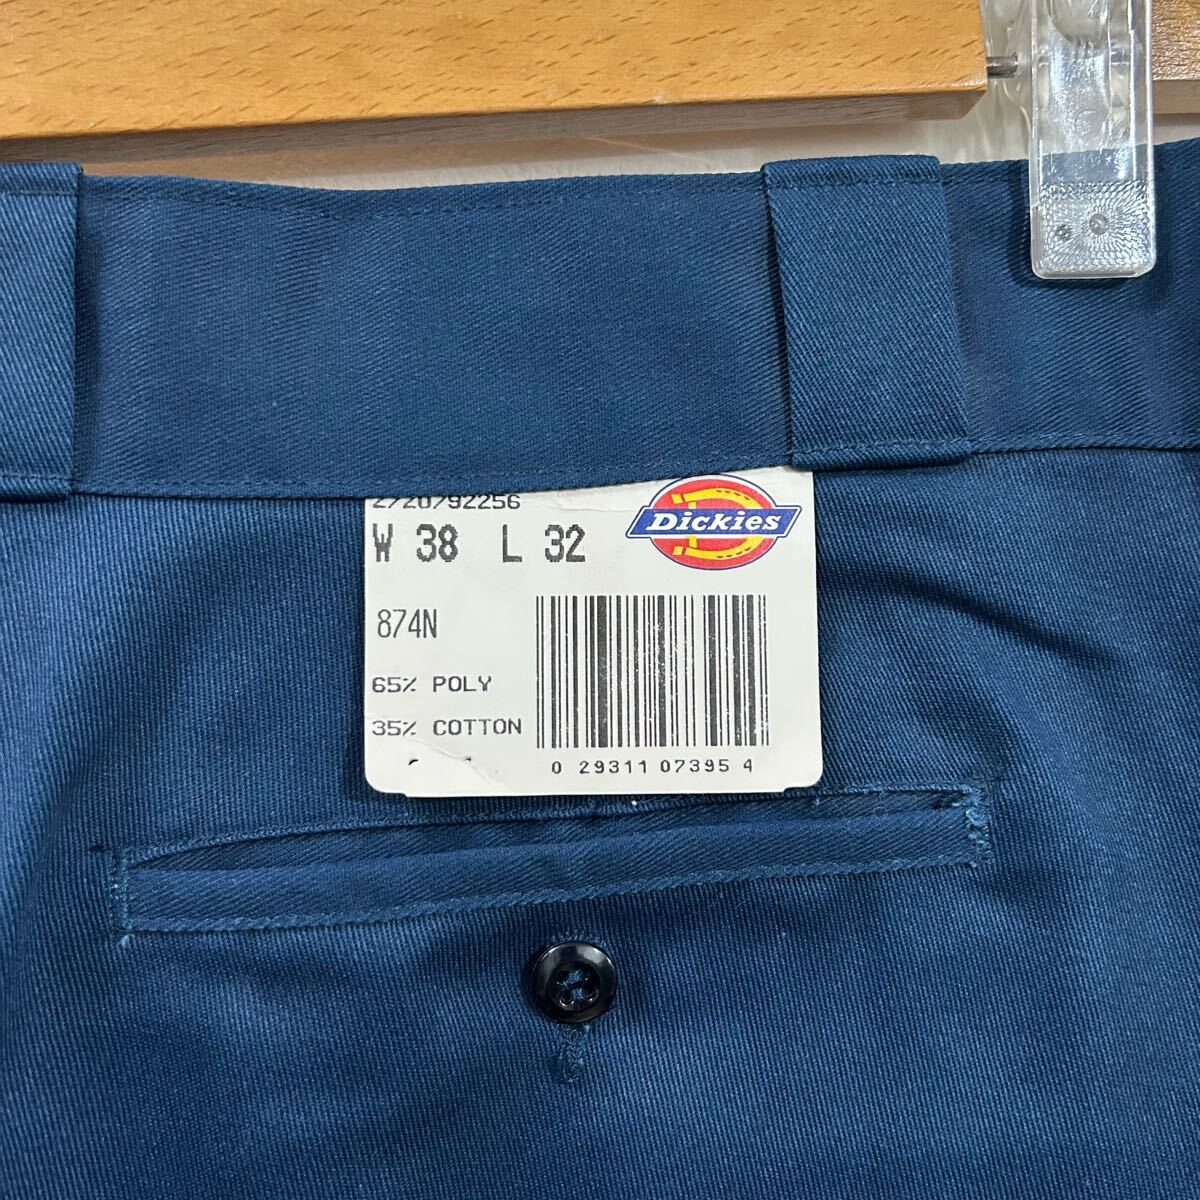 2720792256
W 38 L 32
Dickies
874N
65% POLY
35% COTTON
0 29311 07395 4